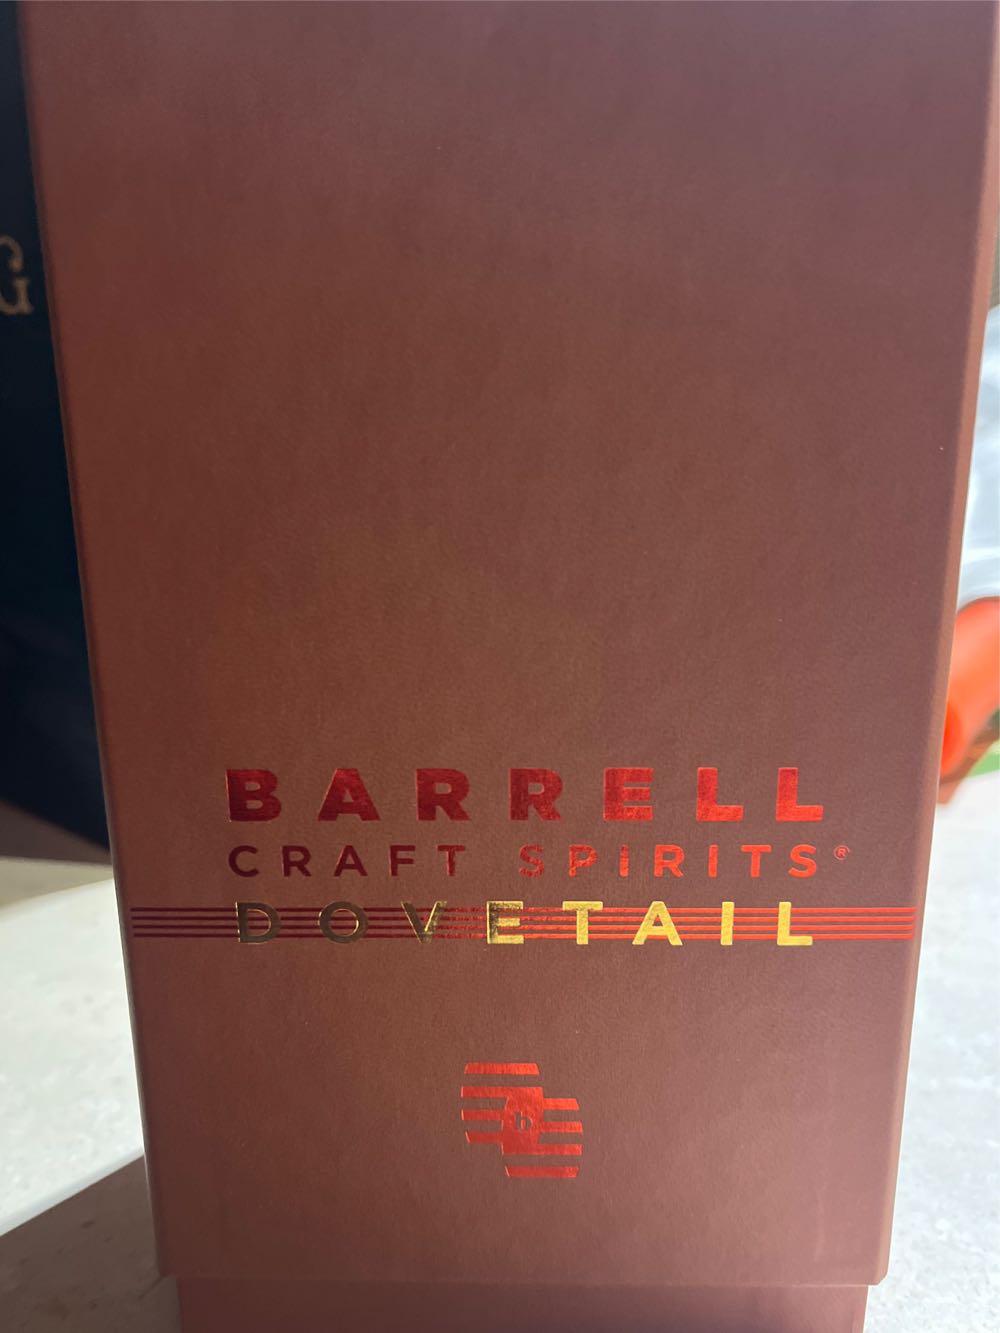 G
BARRELL
CRAFT SPIRITS®
DOVETAIL
b